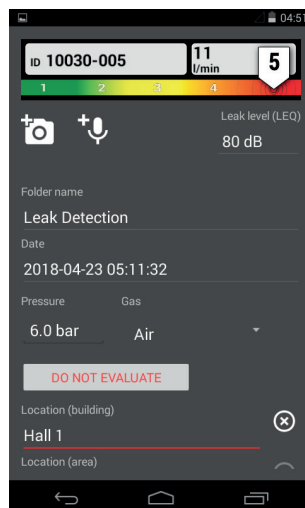 04:51
ID 10030-005
11 l/min
5
1 2 3 4
Leak level (LEQ)
80 dB
Folder name
Leak Detection
Date
2018-04-23 05:11:32
Pressure Gas
6.0 bar Air
DO NOT EVALUATE
Location (building)
Hall 1
Location (area)